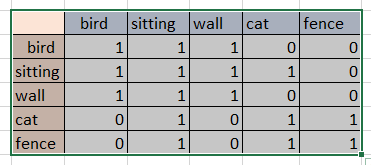 bird sitting wall cat fence
bird 1 1 1 0 0
sitting 1 1 1 1 0
wall 1 1 1 0 0
cat 0 1 0 1 1
fence 0 1 0 1 1